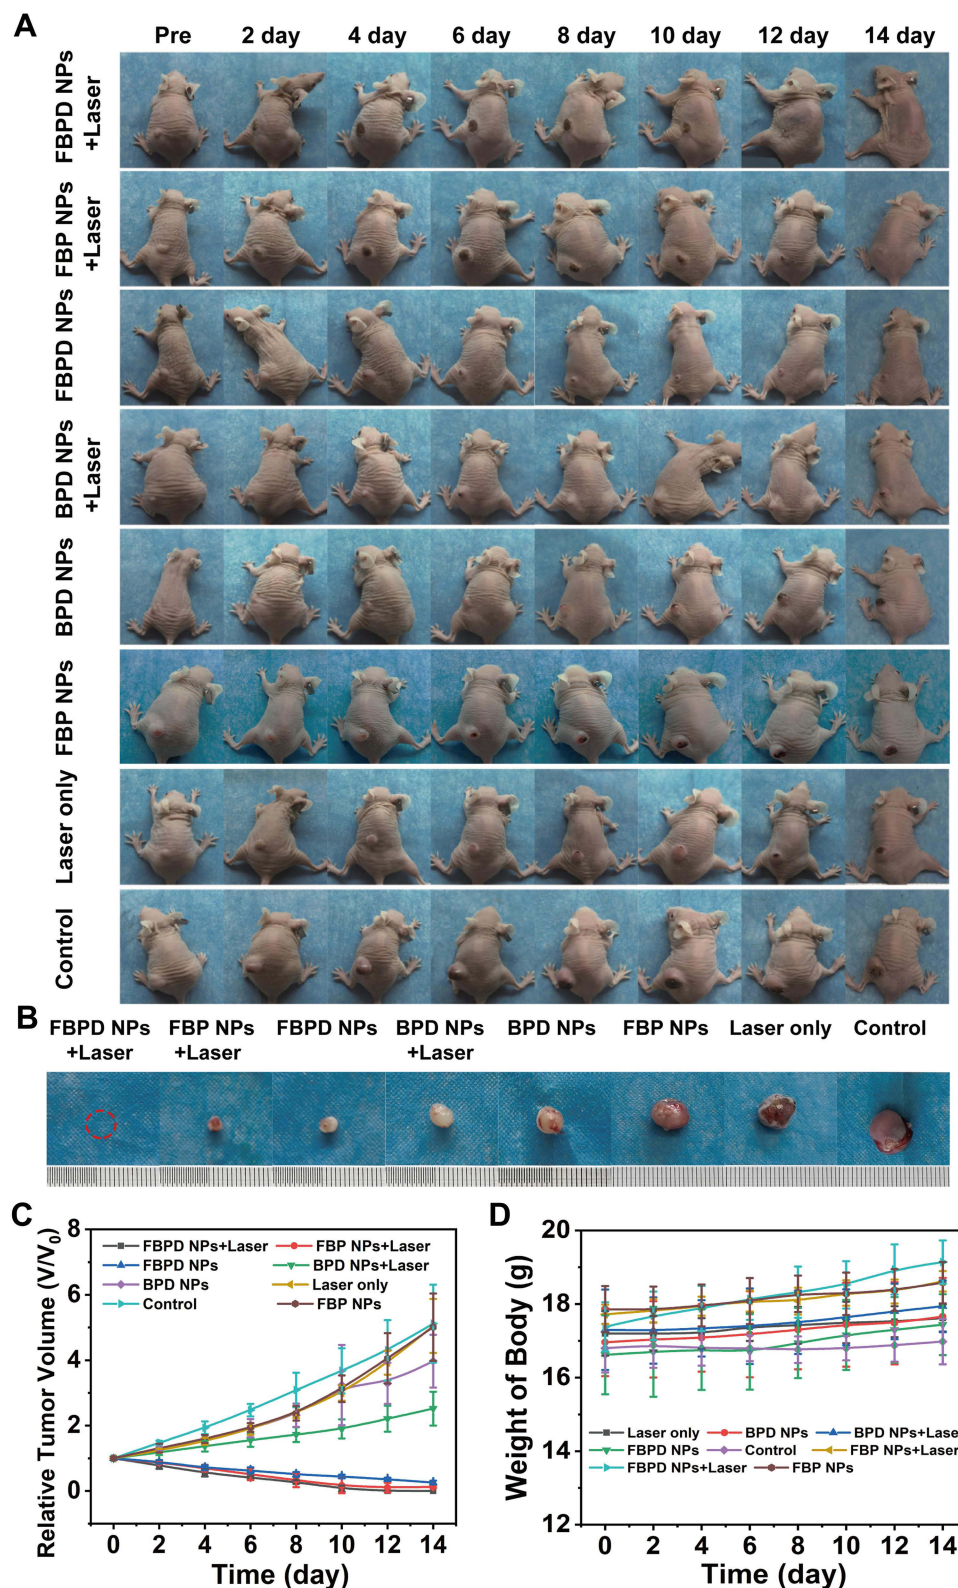 A
Pre 2 day 4 day 6 day 8 day 10 day 12 day 14 day
FBPD NPs
+Laser
FBP NPs
+Laser
FBPD NPs
BPD NPs
+Laser
BPD NPs
FBP NPs
Laser only
Control
B
FBPD NPs FBP NPs FBPD NPs BPD NPs BPD NPs FBP NPs Laser only Control
+Laser +Laser +Laser
C
Relative Tumor Volume (V/V₀)
8
6
4
2
0
FBPD NPs+Laser FBP NPs+Laser
FBPD NPs BPD NPs+Laser
BPD NPs Laser only
Control FBP NPs
0 2 4 6 8 10 12 14
Time (day)
D
Weight of Body (g)
20
18
16
14
12
Laser only BPD NPs BPD NPs+Laser
FBPD NPs Control FBP NPs+Laser
FBPD NPs+Laser FBP NPs
0 2 4 6 8 10 12 14
Time (day)